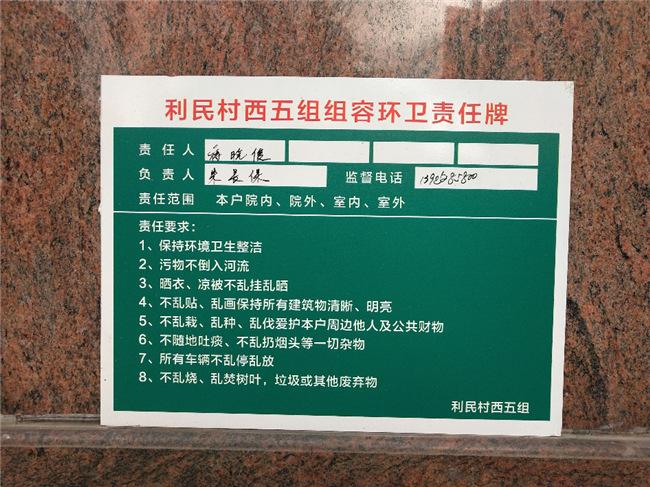 利民村西五组组容环卫责任牌
责任人 蒋晓俊
负责人 朱長保 监督电话
责任范围 本户院内、院外、室内、室外
责任要求：
1、保持环境卫生整洁
2、污物不倒入河流
3、晒衣、凉被不乱挂乱晒
4、不乱贴、乱画保持所有建筑物清晰、明亮
5、不乱栽、乱种、乱伐爱护本户周边他人及公共财物
6、不随地吐痰、不乱扔烟头等一切杂物
7、所有车辆不乱停乱放
8、不乱烧、乱焚树叶，垃圾或其他废弃物
利民村西五组